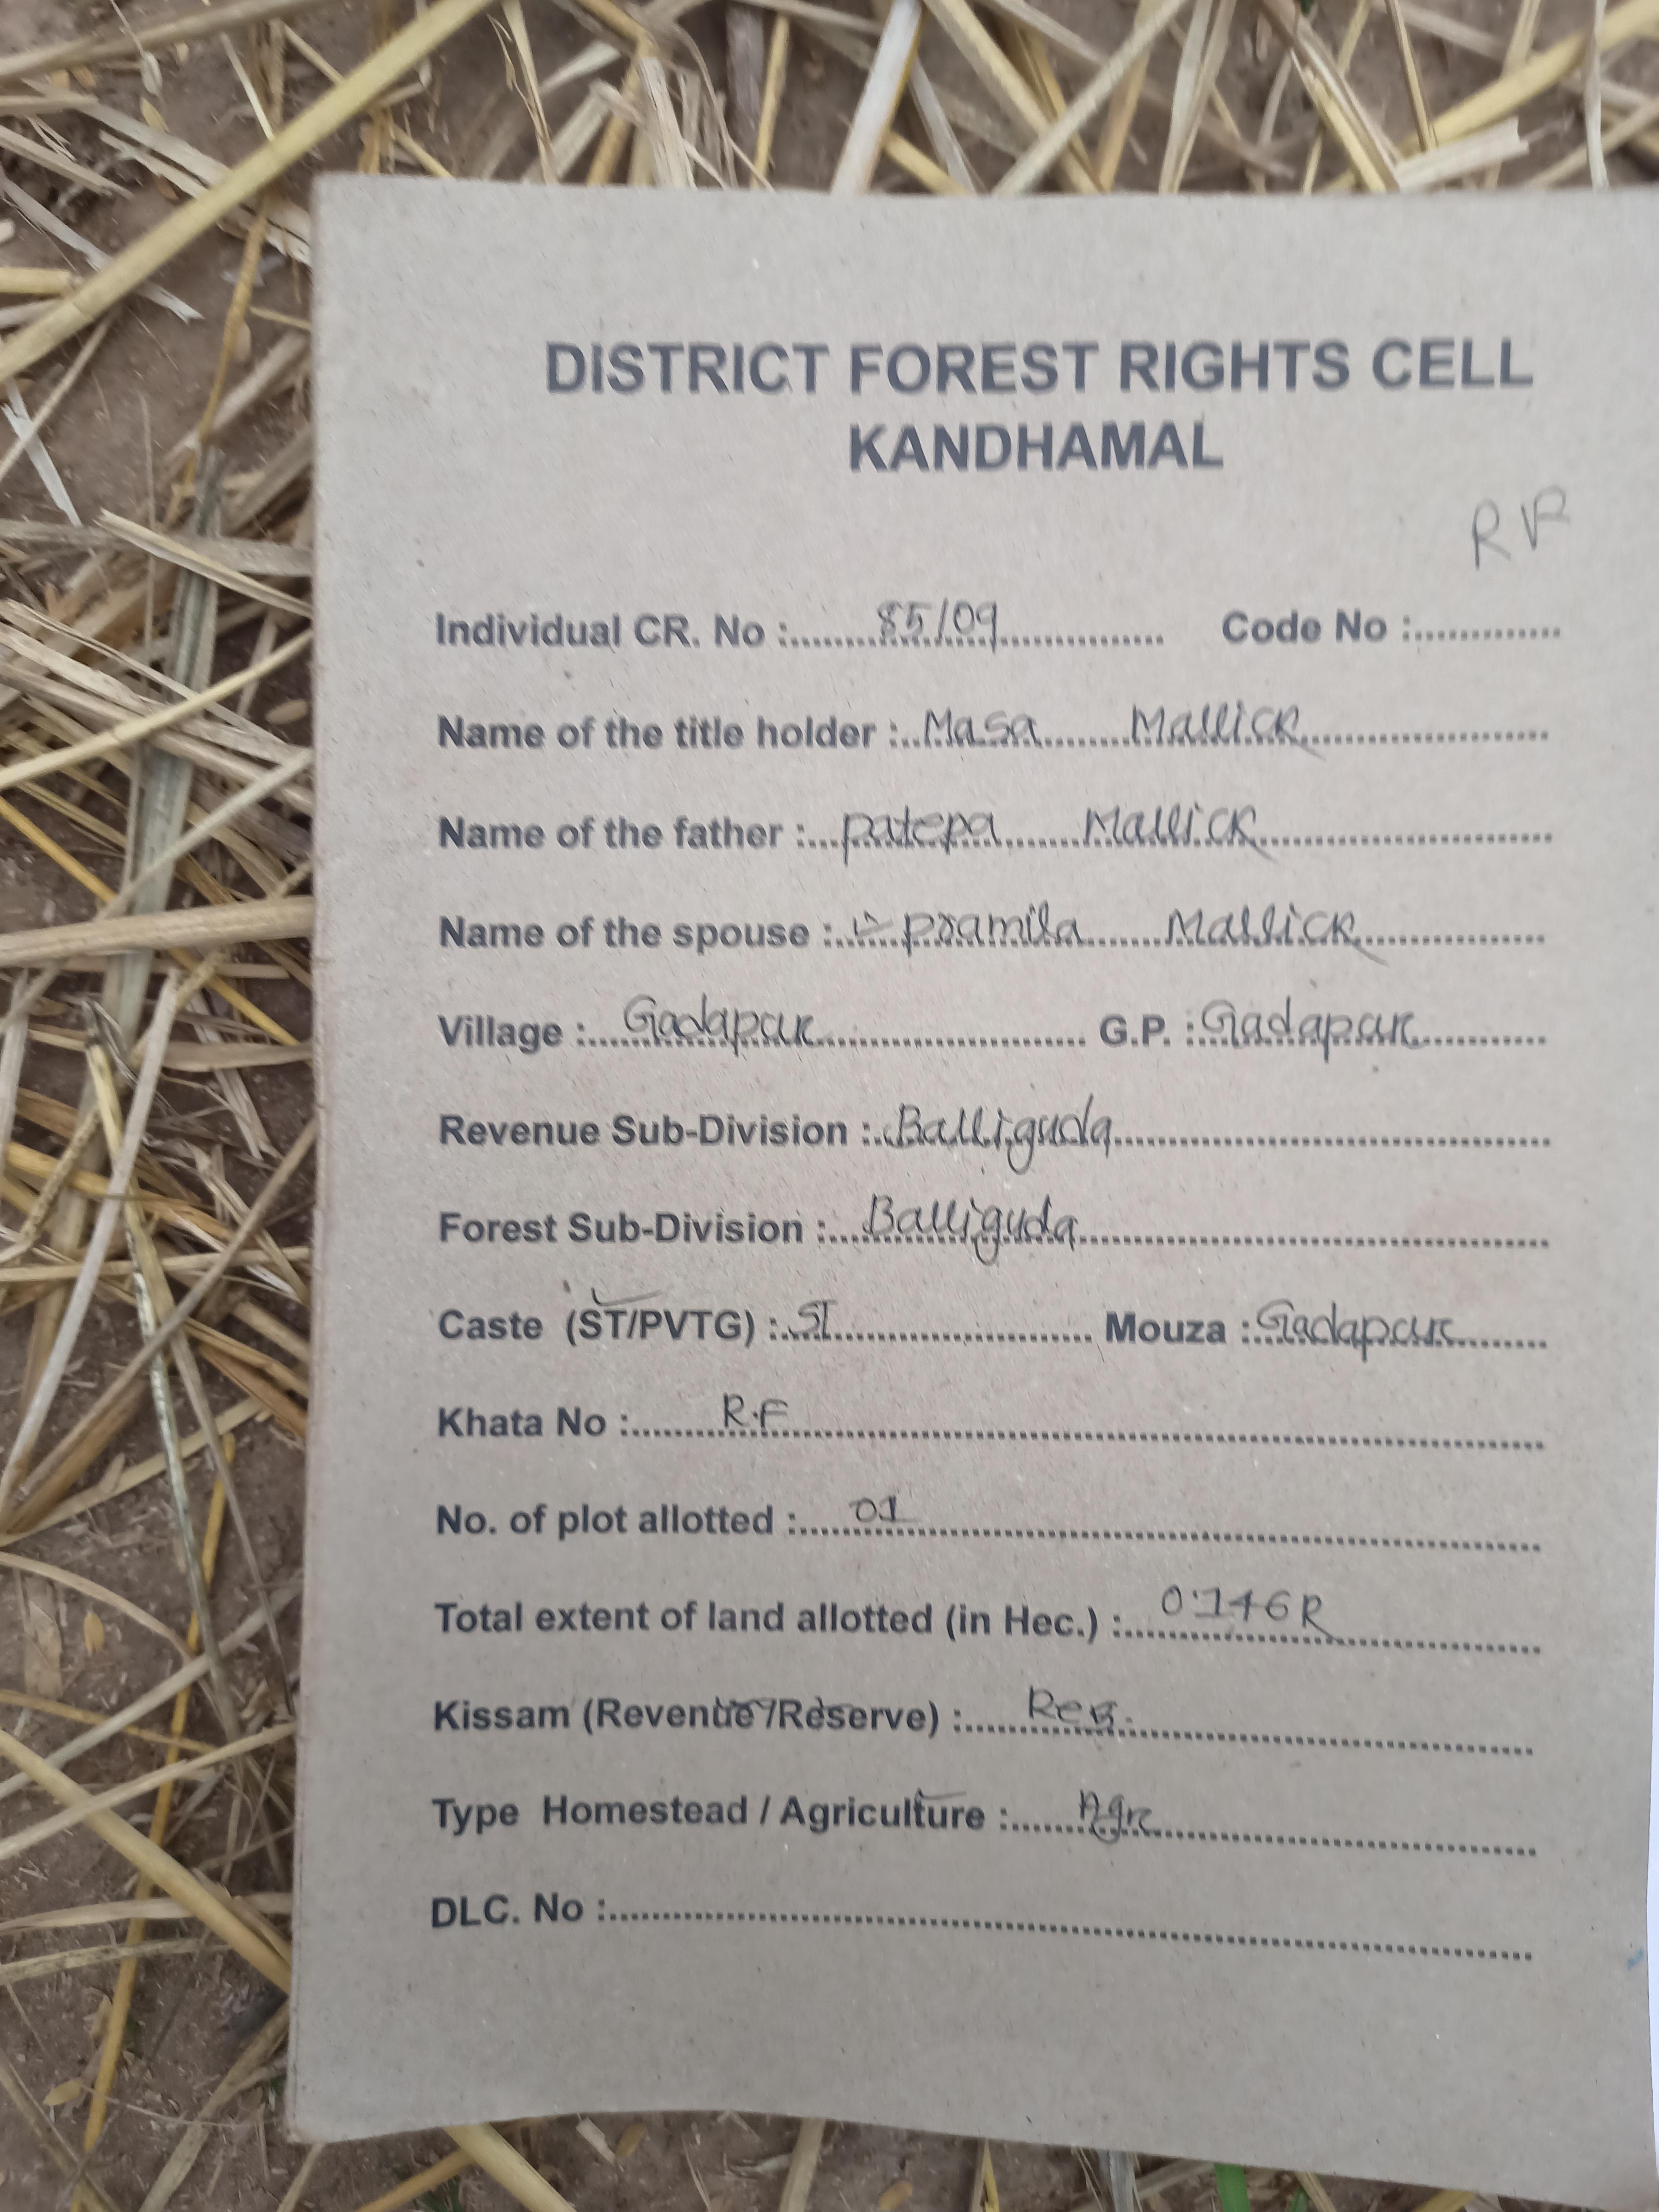 DISTRICT FOREST RIGHTS CELL
KANDHAMAL
RF
Individual CR. No : 85/09 Code No :
Name of the title holder : Masa Mallick
Name of the father : patepa Mallick
Name of the spouse : pramila Mallick
Village : Gadapur G.P. : Gadapur
Revenue Sub-Division : Balliguda
Forest Sub-Division : Balliguda
Caste (ST/PVTG) : ST Mouza : Gadapur
Khata No : R.F
No. of plot allotted : 01
Total extent of land allotted (in Hec.) :
Kissam (Revenue/Reserve) :
Type Homestead / Agriculture : Agr
DLC. No :